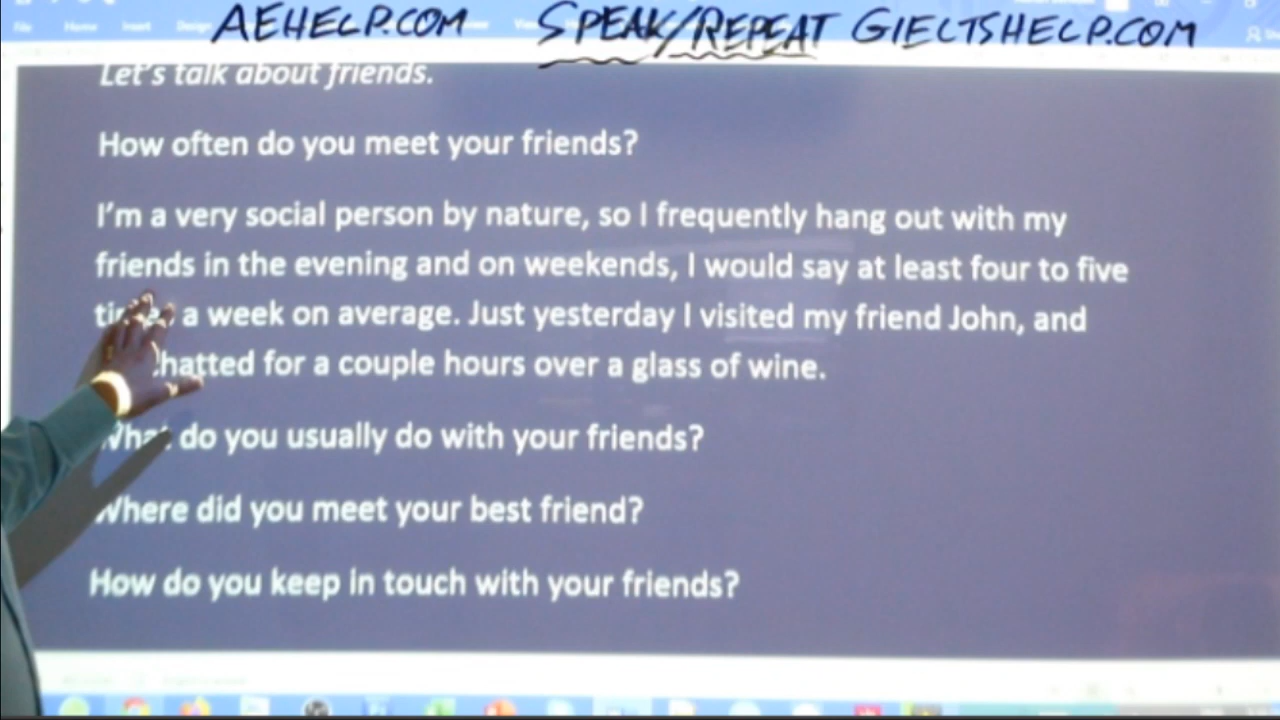 AEHELP.COM SPEAK/REPEAT GIELTSHELP.COM
Let's talk about friends.
How often do you meet your friends?
I'm a very social person by nature, so I frequently hang out with my
friends in the evening and on weekends, I would say at least four to five
times a week on average. Just yesterday I visited my friend John, and
chatted for a couple hours over a glass of wine.
What do you usually do with your friends?
Where did you meet your best friend?
How do you keep in touch with your friends?